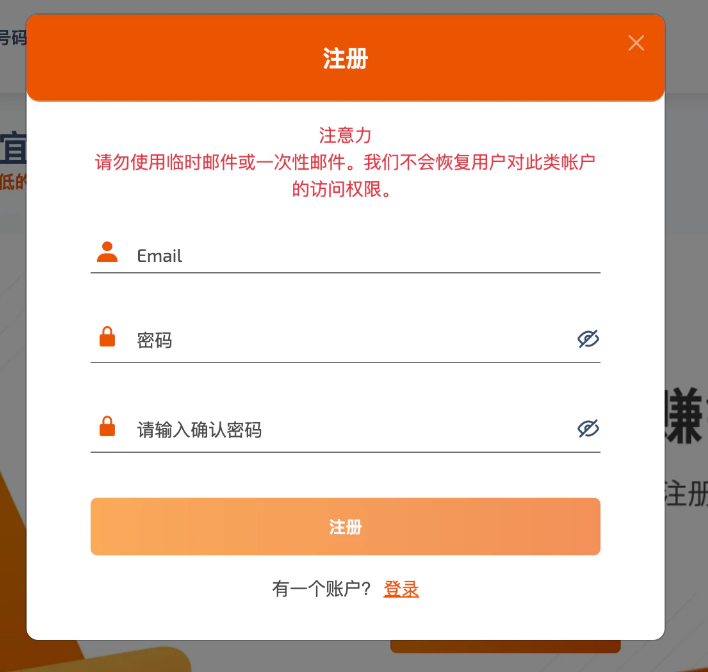 号码
注册
注意力
请勿使用临时邮件或一次性邮件。我们不会恢复用户对此类帐户
的访问权限。
宜
低的
Email
密码
请输入确认密码
赚
注册
注册
有一个账户? 登录